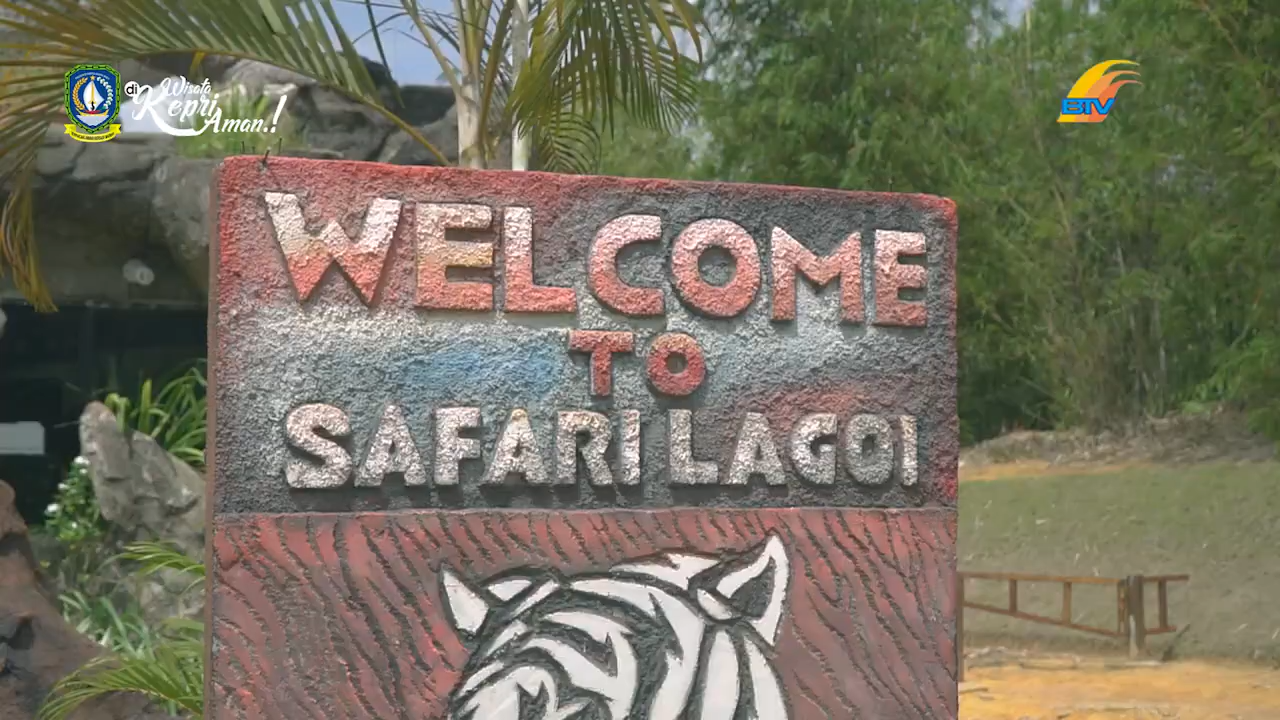 di Wisata
Kepri
Aman.!
BTV
WELCOME
TO
SAFARI LAGOI